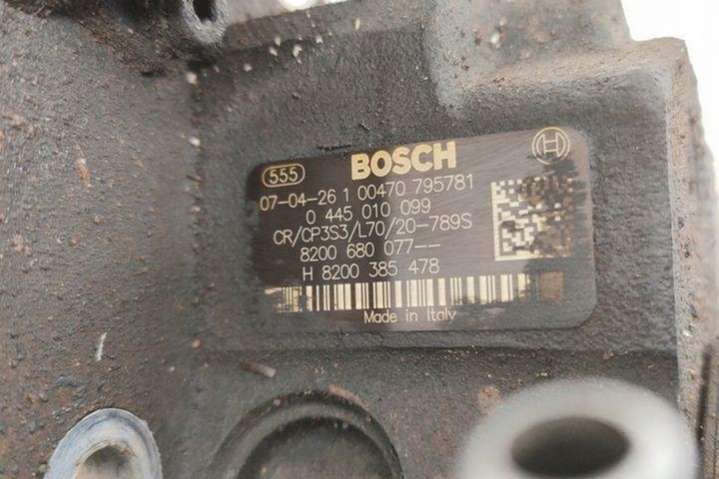 555 BOSCH
07-04-26 1 00470 795781
0 445 010 099
CR/CP3S3/L70/20-789S
8200 680 077--
H 8200 385 478
Made in Italy